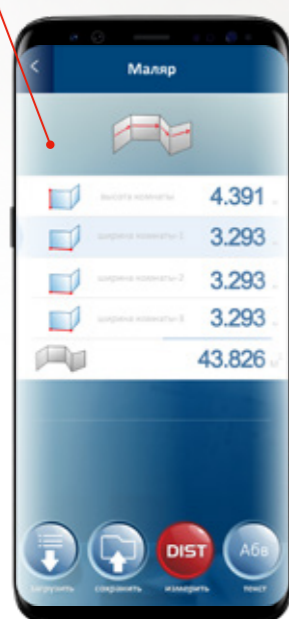 Маляр
высота комнаты 4.391
ширина комнаты-1 3.293
ширина комнаты-2 3.293
ширина комнаты-3 3.293
43.826 м²
DIST
Абв
загрузить сохранить измерить текст